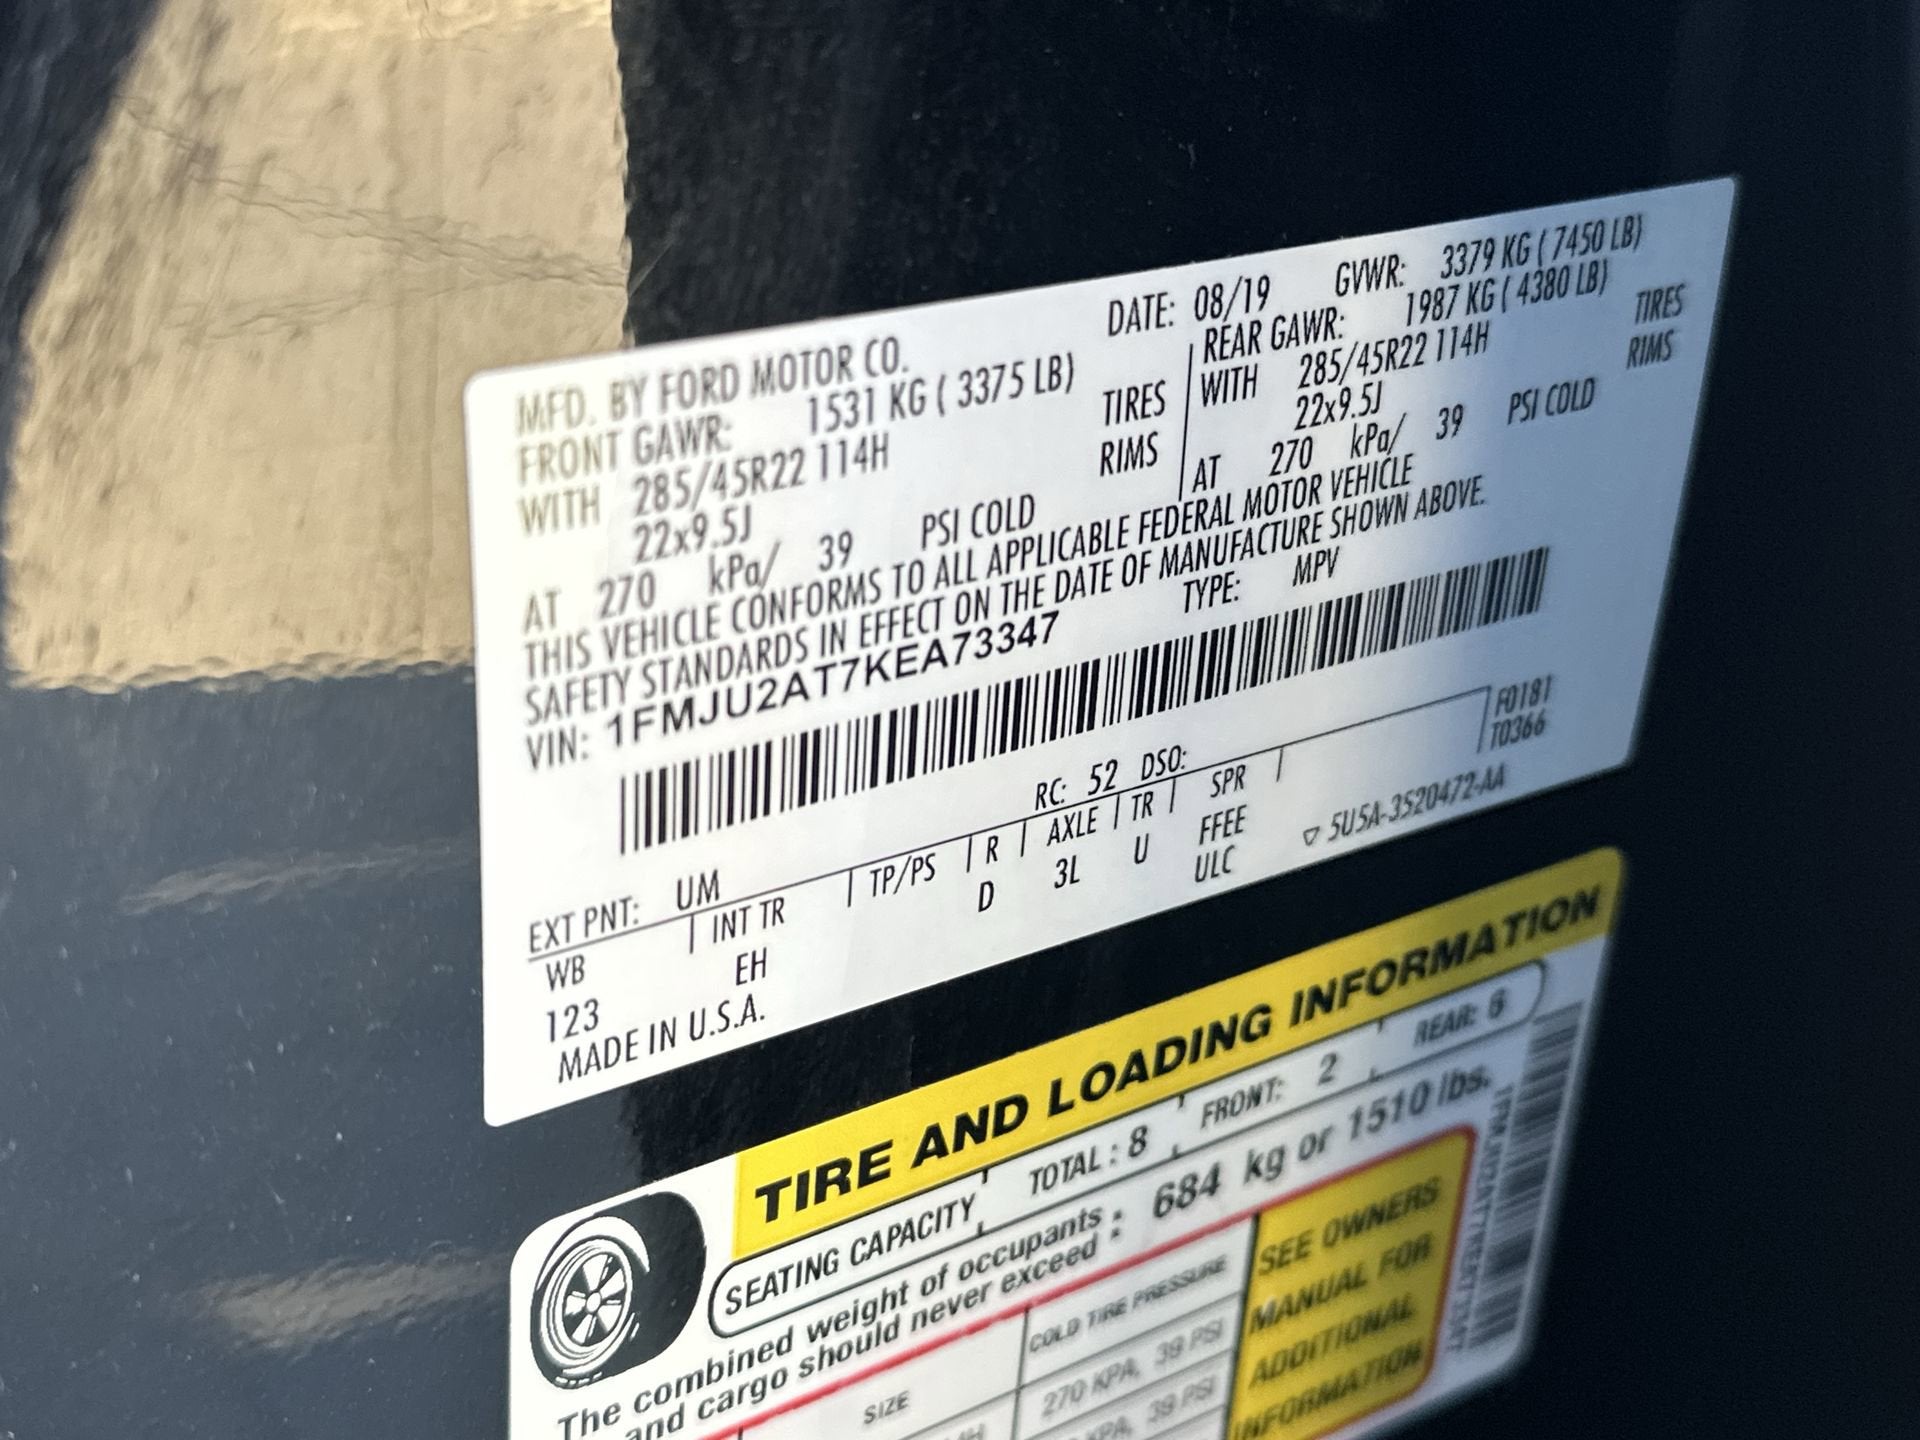 MFD. BY FORD MOTOR CO.
DATE: 08/19 GVWR: 3379 KG ( 7450 LB)
FRONT GAWR: 1531 KG ( 3375 LB)
REAR GAWR: 1987 KG ( 4380 LB)
WITH 285/45R22 114H TIRES
WITH 285/45R22 114H TIRES
22x9.5J RIMS
22x9.5J RIMS
AT 270 kPa/ 39 PSI COLD
AT 270 kPa/ 39 PSI COLD
THIS VEHICLE CONFORMS TO ALL APPLICABLE FEDERAL MOTOR VEHICLE
SAFETY STANDARDS IN EFFECT ON THE DATE OF MANUFACTURE SHOWN ABOVE.
VIN: 1FMJU2AT7KEA73347 TYPE: MPV
F0181
T0366
EXT PNT: UM RC: 52 DSO:
WB INT TR TP/PS R AXLE TR SPR
123 EH D 3L U FFEE
ULC
MADE IN U.S.A. ▽ 5U5A-3520472-AA
TIRE AND LOADING INFORMATION
SEATING CAPACITY TOTAL : 8 FRONT: 2 REAR: 6
The combined weight of occupants
and cargo should never exceed : 684 kg or 1510 lbs.
SIZE COLD TIRE PRESSURE
270 KPA, 39 PSI
KPA, 39 PSI
SEE OWNERS
MANUAL FOR
ADDITIONAL
INFORMATION
1FMJU2AT7KEA73347